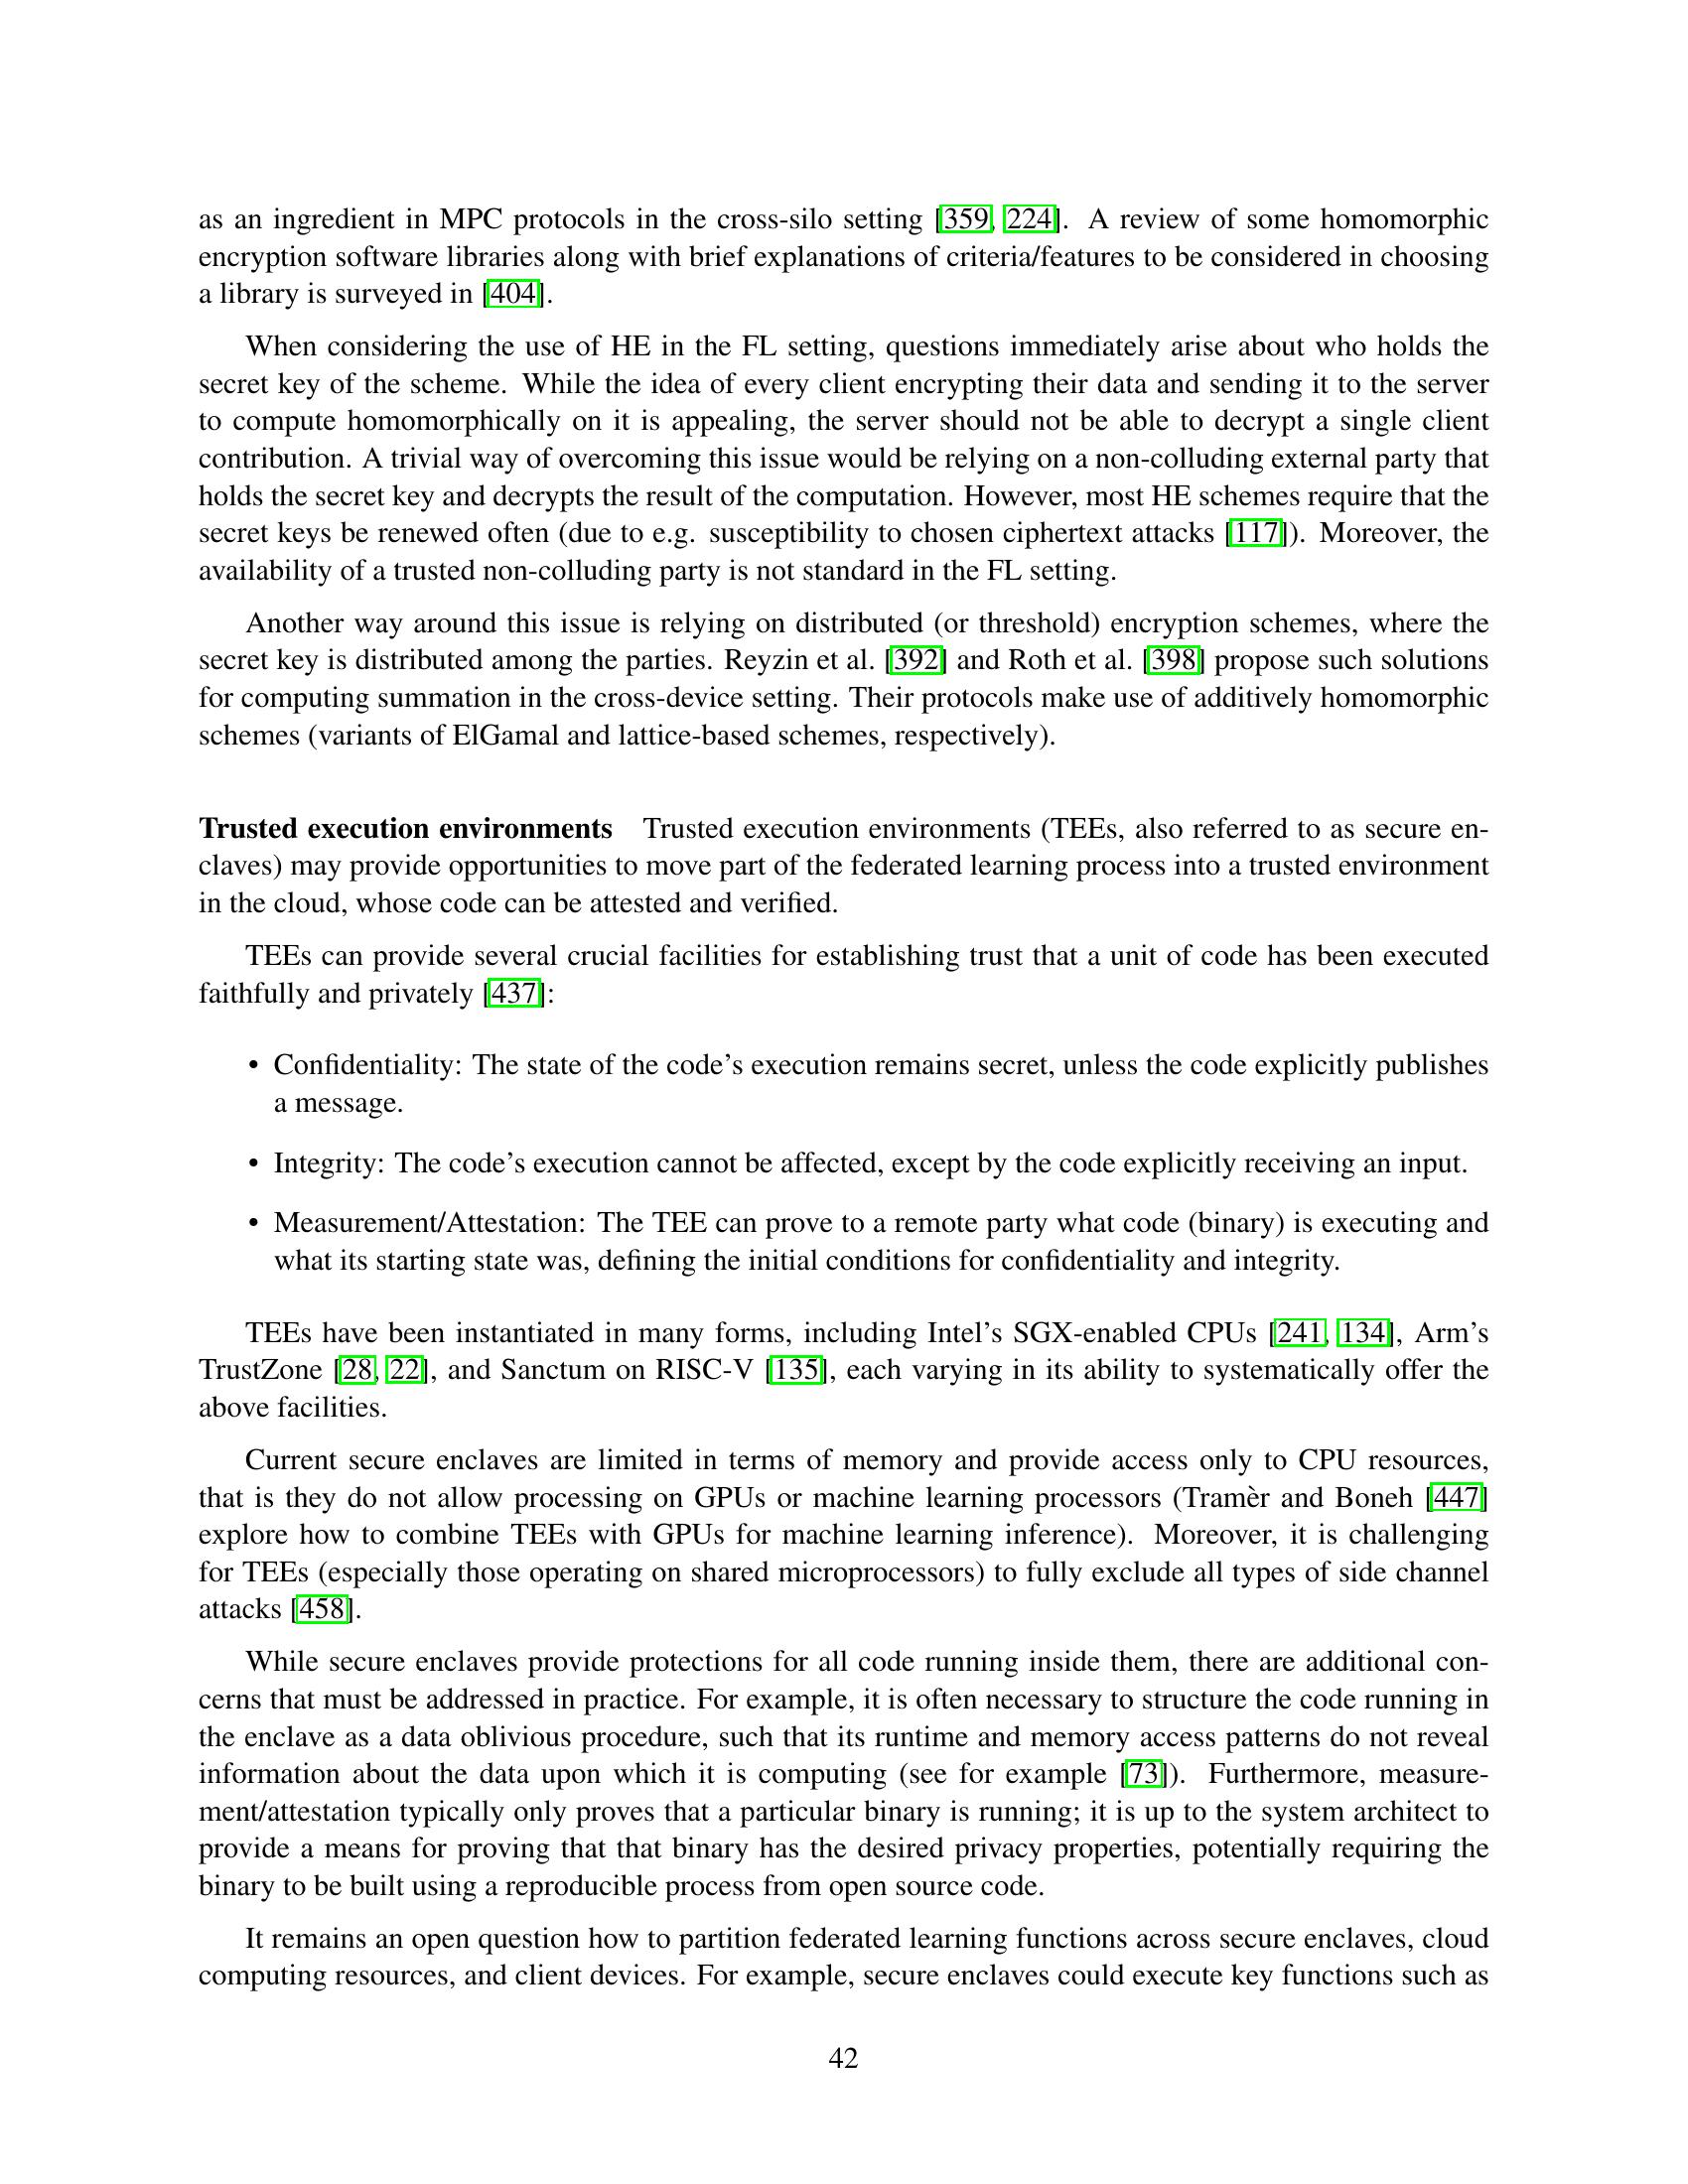 as an ingredient in MPC protocols in the cross-silo setting [359, 224]. A review of some homomorphic
encryption software libraries along with brief explanations of criteria/features to be considered in choosing
a library is surveyed in [404].
When considering the use of HE in the FL setting, questions immediately arise about who holds the
secret key of the scheme. While the idea of every client encrypting their data and sending it to the server
to compute homomorphically on it is appealing, the server should not be able to decrypt a single client
contribution. A trivial way of overcoming this issue would be relying on a non-colluding external party that
holds the secret key and decrypts the result of the computation. However, most HE schemes require that the
secret keys be renewed often (due to e.g. susceptibility to chosen ciphertext attacks [117]). Moreover, the
availability of a trusted non-colluding party is not standard in the FL setting.
Another way around this issue is relying on distributed (or threshold) encryption schemes, where the
secret key is distributed among the parties. Reyzin et al. [392] and Roth et al. [398] propose such solutions
for computing summation in the cross-device setting. Their protocols make use of additively homomorphic
schemes (variants of ElGamal and lattice-based schemes, respectively).
Trusted execution environments Trusted execution environments (TEEs, also referred to as secure en-
claves) may provide opportunities to move part of the federated learning process into a trusted environment
in the cloud, whose code can be attested and verified.
TEEs can provide several crucial facilities for establishing trust that a unit of code has been executed
faithfully and privately [437]:
• Confidentiality: The state of the code's execution remains secret, unless the code explicitly publishes
a message.
• Integrity: The code's execution cannot be affected, except by the code explicitly receiving an input.
• Measurement/Attestation: The TEE can prove to a remote party what code (binary) is executing and
what its starting state was, defining the initial conditions for confidentiality and integrity.
TEEs have been instantiated in many forms, including Intel's SGX-enabled CPUs [241, 134], Arm's
TrustZone [28, 22], and Sanctum on RISC-V [135], each varying in its ability to systematically offer the
above facilities.
Current secure enclaves are limited in terms of memory and provide access only to CPU resources,
that is they do not allow processing on GPUs or machine learning processors (Tramèr and Boneh [447]
explore how to combine TEEs with GPUs for machine learning inference). Moreover, it is challenging
for TEEs (especially those operating on shared microprocessors) to fully exclude all types of side channel
attacks [458].
While secure enclaves provide protections for all code running inside them, there are additional con-
cerns that must be addressed in practice. For example, it is often necessary to structure the code running in
the enclave as a data oblivious procedure, such that its runtime and memory access patterns do not reveal
information about the data upon which it is computing (see for example [73]). Furthermore, measure-
ment/attestation typically only proves that a particular binary is running; it is up to the system architect to
provide a means for proving that that binary has the desired privacy properties, potentially requiring the
binary to be built using a reproducible process from open source code.
It remains an open question how to partition federated learning functions across secure enclaves, cloud
computing resources, and client devices. For example, secure enclaves could execute key functions such as
42